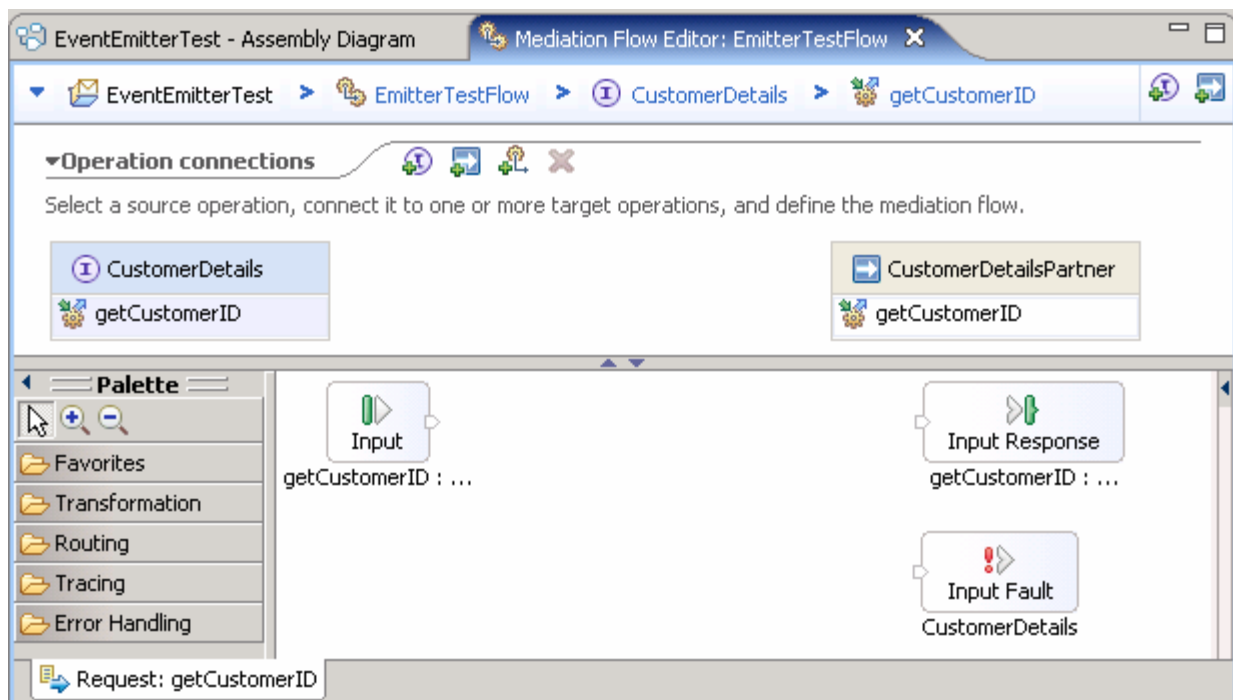 EventEmitterTest - Assembly Diagram Mediation Flow Editor: EmitterTestFlow
EventEmitterTest > EmitterTestFlow > CustomerDetails > getCustomerID
Operation connections
Select a source operation, connect it to one or more target operations, and define the mediation flow.
CustomerDetails
getCustomerID
CustomerDetailsPartner
getCustomerID
Palette
Favorites
Transformation
Routing
Tracing
Error Handling
Input
getCustomerID : ...
Input Response
getCustomerID : ...
Input Fault
CustomerDetails
Request: getCustomerID